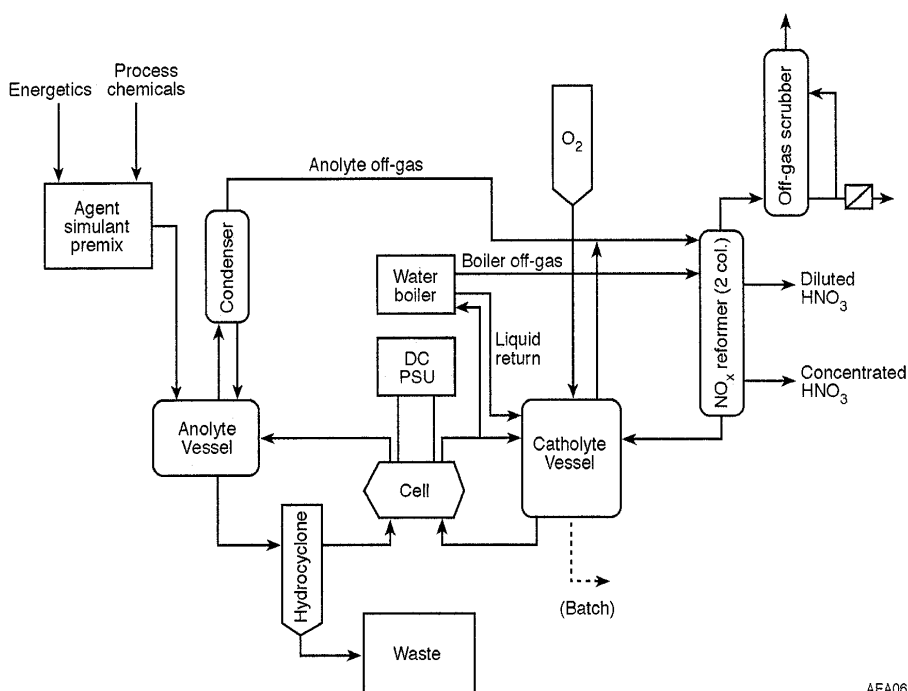 Energetics
Process
chemicals
Agent
simulant
premix
Condenser
Anolyte off-gas
O2
Off-gas scrubber
Water
boiler
Boiler off-gas
Liquid
return
DC
PSU
NOx reformer (2 col.)
Diluted
HNO3
Concentrated
HNO3
Anolyte
Vessel
Cell
Catholyte
Vessel
Hydrocyclone
(Batch)
Waste
AEA06